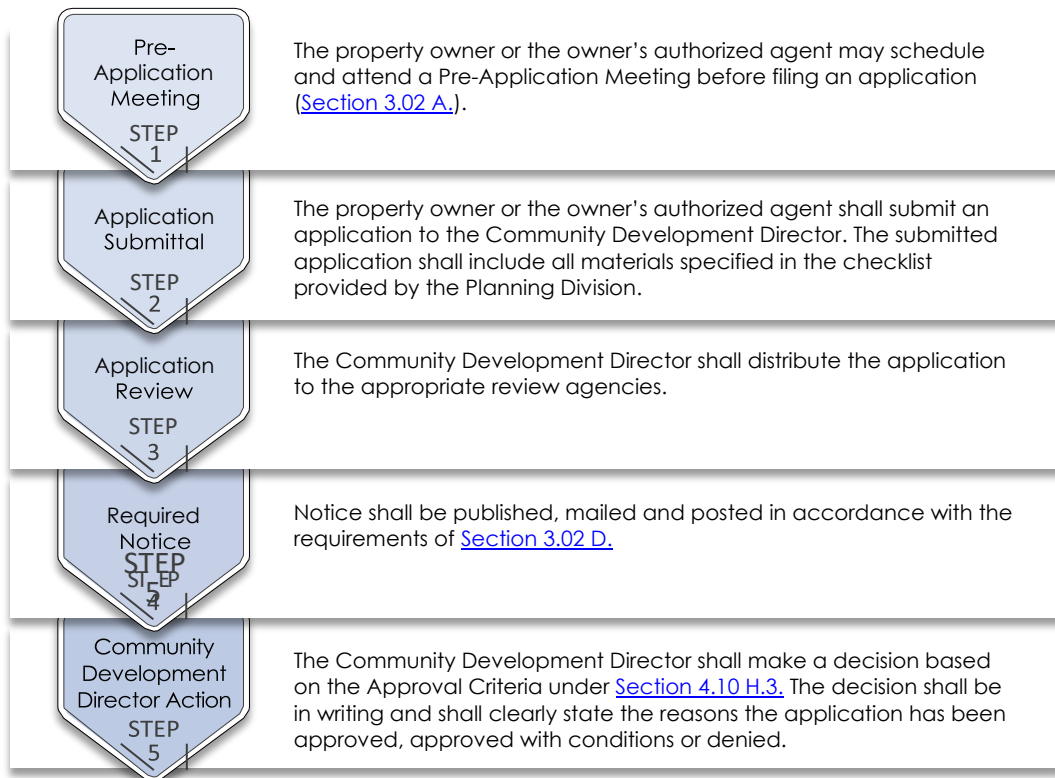 Pre-
Application
Meeting
STEP
1
The property owner or the owner’s authorized agent may schedule
and attend a Pre-Application Meeting before filing an application
(Section 3.02 A.).
Application
Submittal
STEP
2
The property owner or the owner’s authorized agent shall submit an
application to the Community Development Director. The submitted
application shall include all materials specified in the checklist
provided by the Planning Division.
Application
Review
STEP
3
The Community Development Director shall distribute the application
to the appropriate review agencies.
Required
Notice
STEP
5
STEP
4
Notice shall be published, mailed and posted in accordance with the
requirements of Section 3.02 D.
Community
Development
Director Action
STEP
5
The Community Development Director shall make a decision based
on the Approval Criteria under Section 4.10 H.3. The decision shall be
in writing and shall clearly state the reasons the application has been
approved, approved with conditions or denied.